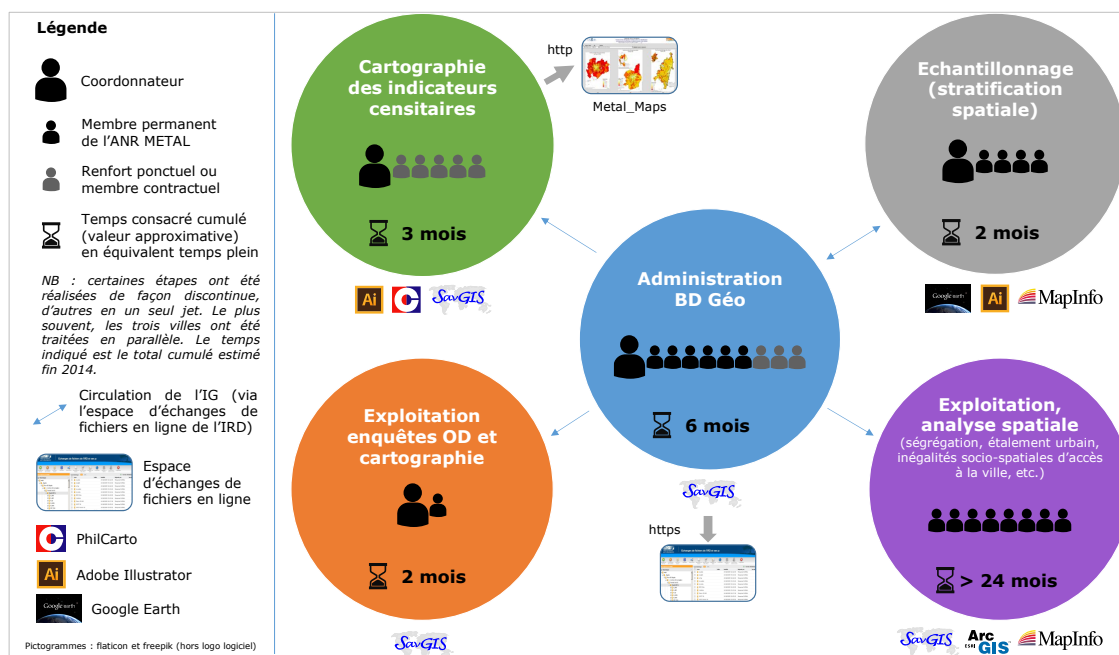 Légende
Coordonnateur
Membre permanent
de l'ANR METAL
Renfort ponctuel ou
membre contractuel
Temps consacré cumulé
(valeur approximative)
en équivalent temps plein
NB : certaines étapes ont été
réalisées de façon discontinue,
d'autres en un seul jet. Le plus
souvent, les trois villes ont été
traitées en parallèle. Le temps
indiqué est le total cumulé estimé
fin 2014.
Circulation de l'IG (via
l'espace d'échanges de
fichiers en ligne de l'IRD)
Espace
d'échanges de
fichiers en ligne
PhilCarto
Ai
Adobe Illustrator
Google earth
Google Earth
Pictogrammes : flaticon et freepik (hors logo logiciel)
Cartographie
des indicateurs
censitaires
3 mois
http
Metal_Maps
Ai
SavGIS
Echantillonnage
(stratification
spatiale)
2 mois
Google earth
Ai
MapInfo
Administration
BD Géo
6 mois
SavGIS
https
Exploitation
enquêtes OD et
cartographie
2 mois
SavGIS
Exploitation,
analyse spatiale
(ségrégation, étalement urbain,
inégalités socio-spatiales d'accès
à la ville, etc.)
> 24 mois
SavGIS
Arc
ESRI GIS
MapInfo